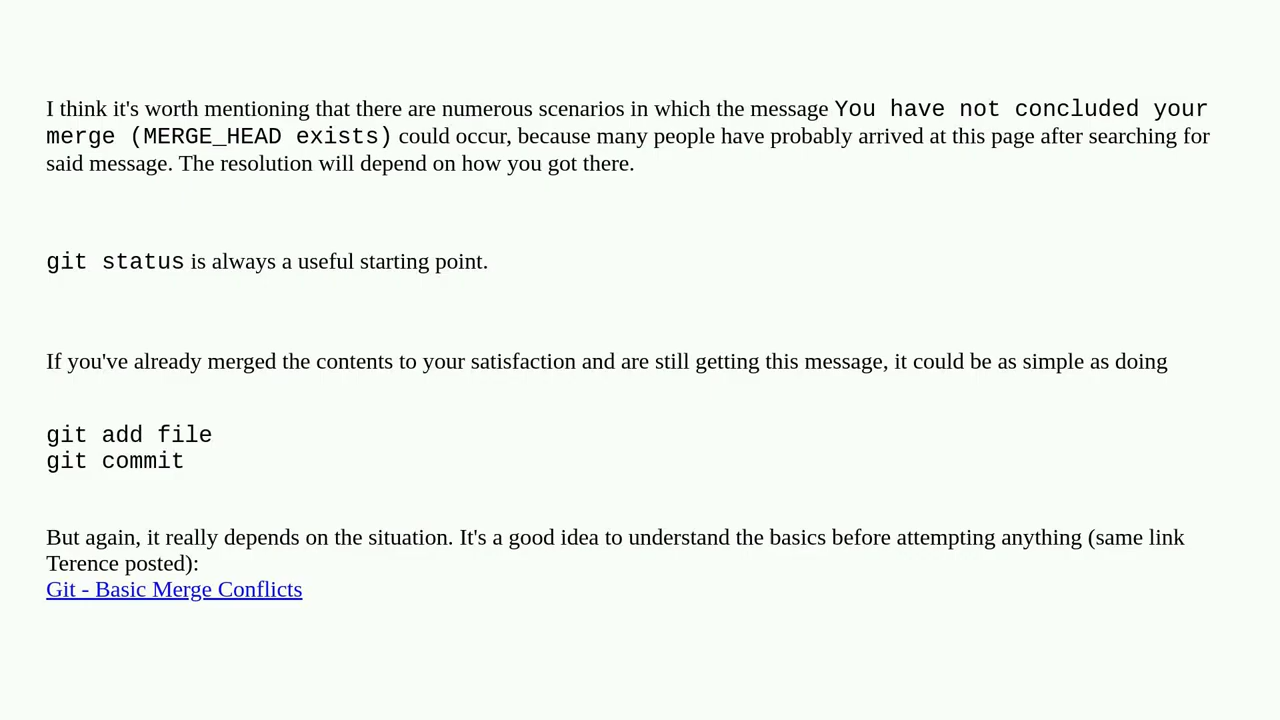 I think it's worth mentioning that there are numerous scenarios in which the message You have not concluded your
merge (MERGE_HEAD exists) could occur, because many people have probably arrived at this page after searching for
said message. The resolution will depend on how you got there.
git status is always a useful starting point.
If you've already merged the contents to your satisfaction and are still getting this message, it could be as simple as doing
git add file
git commit
But again, it really depends on the situation. It's a good idea to understand the basics before attempting anything (same link
Terence posted):
Git - Basic Merge Conflicts